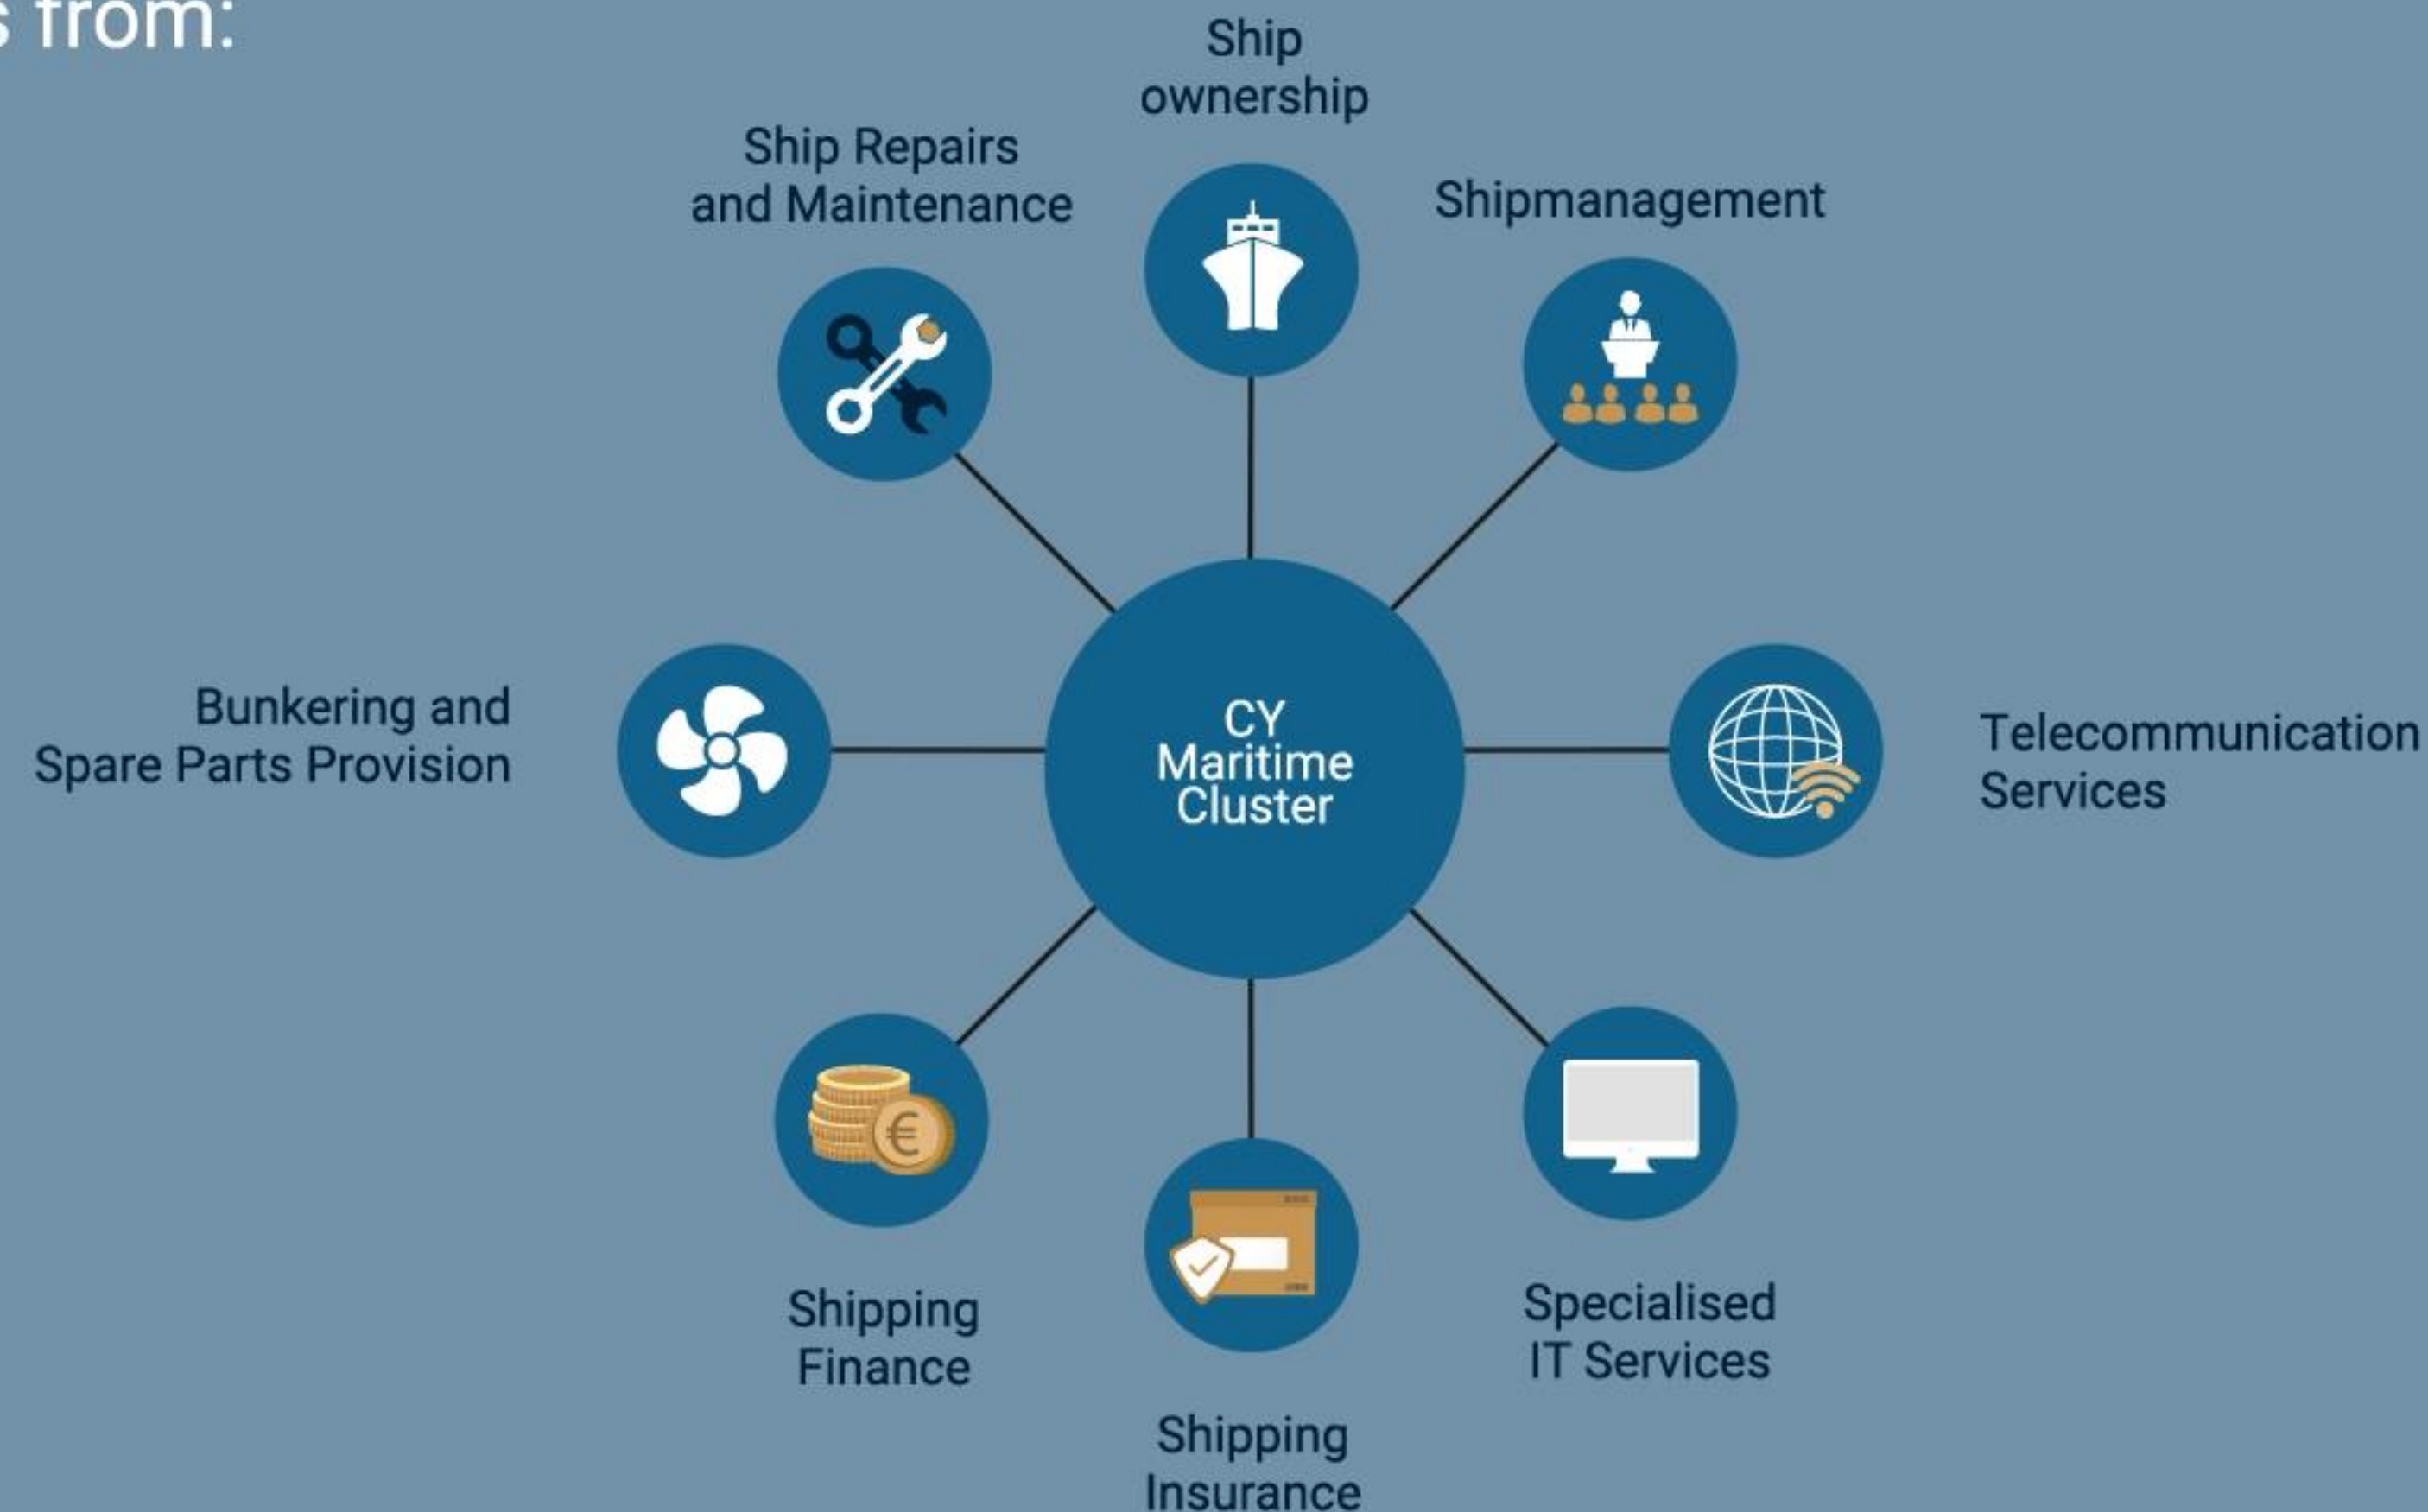 s from:
Ship
ownership
Ship Repairs
and Maintenance
Shipmanagement
Bunkering and
Spare Parts Provision
CY
Maritime
Cluster
Telecommunication
Services
Shipping
Finance
Specialised
IT Services
Shipping
Insurance